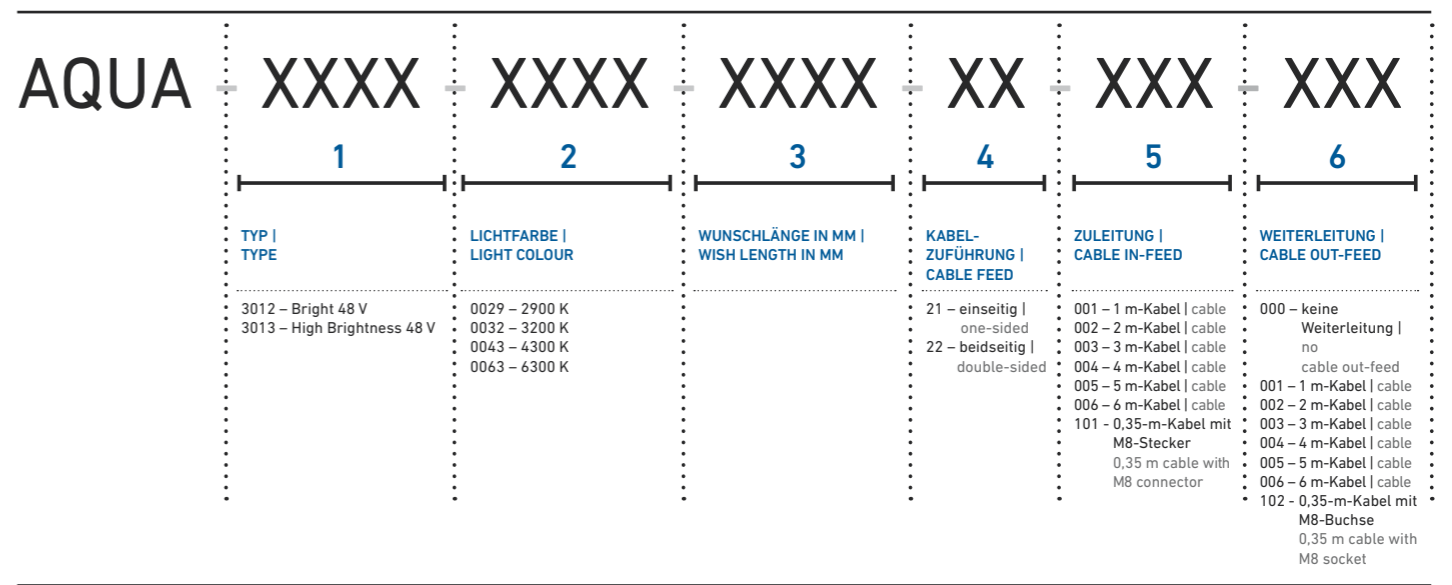 AQUA - XXXX - XXXX - XXXX - XX - XXX - XXX
1 2 3 4 5 6
TYP |
TYPE
3012 – Bright 48 V
3013 – High Brightness 48 V
LICHTFARBE |
LIGHT COLOUR
0029 – 2900 K
0032 – 3200 K
0043 – 4300 K
0063 – 6300 K
WUNSCHLÄNGE IN MM |
WISH LENGTH IN MM
KABEL-
ZUFÜHRUNG |
CABLE FEED
21 – einseitig |
one-sided
22 – beidseitig |
double-sided
ZULEITUNG |
CABLE IN-FEED
001 – 1 m-Kabel | cable
002 – 2 m-Kabel | cable
003 – 3 m-Kabel | cable
004 – 4 m-Kabel | cable
005 – 5 m-Kabel | cable
006 – 6 m-Kabel | cable
101 - 0,35-m-Kabel mit
M8-Stecker
0,35 m cable with
M8 connector
WEITERLEITUNG |
CABLE OUT-FEED
000 – keine
Weiterleitung |
no
cable out-feed
001 – 1 m-Kabel | cable
002 – 2 m-Kabel | cable
003 – 3 m-Kabel | cable
004 – 4 m-Kabel | cable
005 – 5 m-Kabel | cable
006 – 6 m-Kabel | cable
102 - 0,35-m-Kabel mit
M8-Buchse
0,35 m cable with
M8 socket